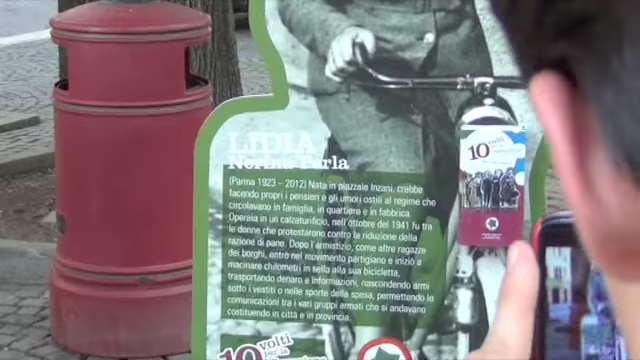 LIDIA
Norina Parla
(Parma 1923 – 2012) Nata in piazzale Inzani, crebbe
facendo propri i pensieri e gli umori ostili al regime che
circolavano in famiglia, in quartiere e in fabbrica.
Operaia in un calzaturificio, nell'ottobre del 1941 fu tra
le donne che protestarono contro la riduzione della
razione di pane. Dopo l'armistizio, come altre ragazze
dei borghi, entrò nel movimento partigiano e iniziò a
macinare chilometri in sella alla sua bicicletta,
trasportando denaro e informazioni, nascondendo armi
sotto i vestiti o nelle sporte della spesa, permettendo le
comunicazioni tra i vari gruppi armati che si andavano
costituendo in città e in provincia.
10 volti
per la
10 volti